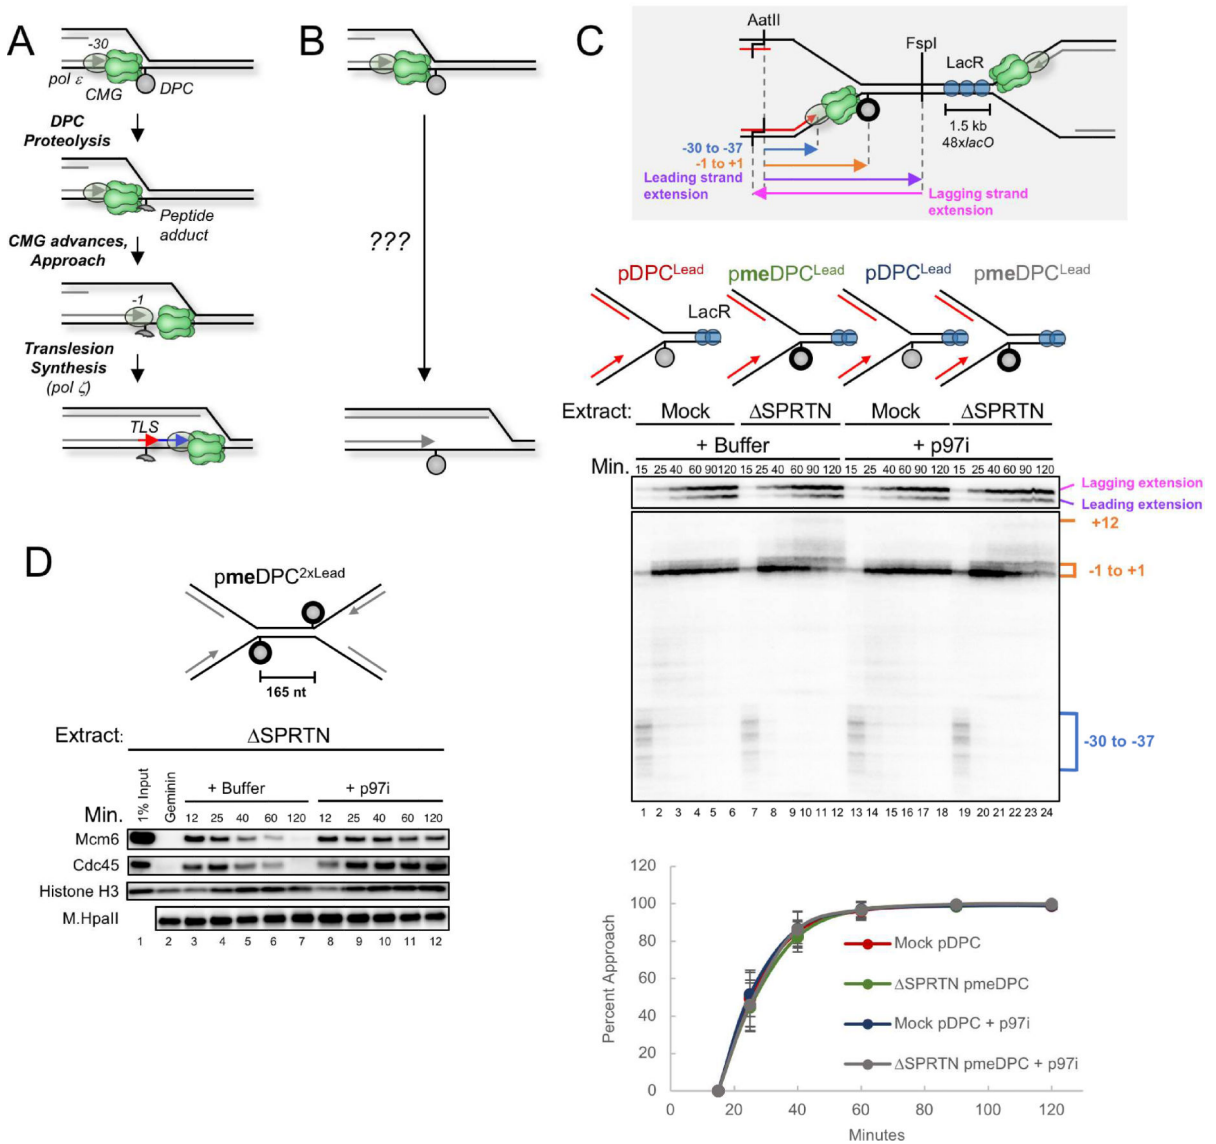 A
-30
pol ε
CMG
DPC
DPC
Proteolysis
Peptide
adduct
CMG advances,
Approach
-1
Translesion
Synthesis
(pol ζ)
TLS
B
???
C
AatII
FspI
LacR
1.5 kb
48xlacO
-30 to -37
-1 to +1
Leading strand
extension
Lagging strand
extension
pDPCLead
pmeDPCLead
pDPCLead
pmeDPCLead
LacR
Extract: Mock ΔSPRTN Mock ΔSPRTN
+ Buffer + p97i
Min. 15 25 40 60 90 120 15 25 40 60 90 120 15 25 40 60 90 120 15 25 40 60 90 120
Lagging extension
Leading extension
+12
-1 to +1
-30 to -37
1 2 3 4 5 6 7 8 9 10 11 12 13 14 15 16 17 18 19 20 21 22 23 24
120
100
80
60
40
20
0
Percent Approach
Mock pDPC
ΔSPRTN pmeDPC
Mock pDPC + p97i
ΔSPRTN pmeDPC + p97i
0 20 40 60 80 100 120
Minutes
D
pmeDPC2xLead
165 nt
Extract: ΔSPRTN
1% Input
Geminin
+ Buffer + p97i
Min. 12 25 40 60 120 12 25 40 60 120
Mcm6
Cdc45
Histone H3
M.HpaII
1 2 3 4 5 6 7 8 9 10 11 12